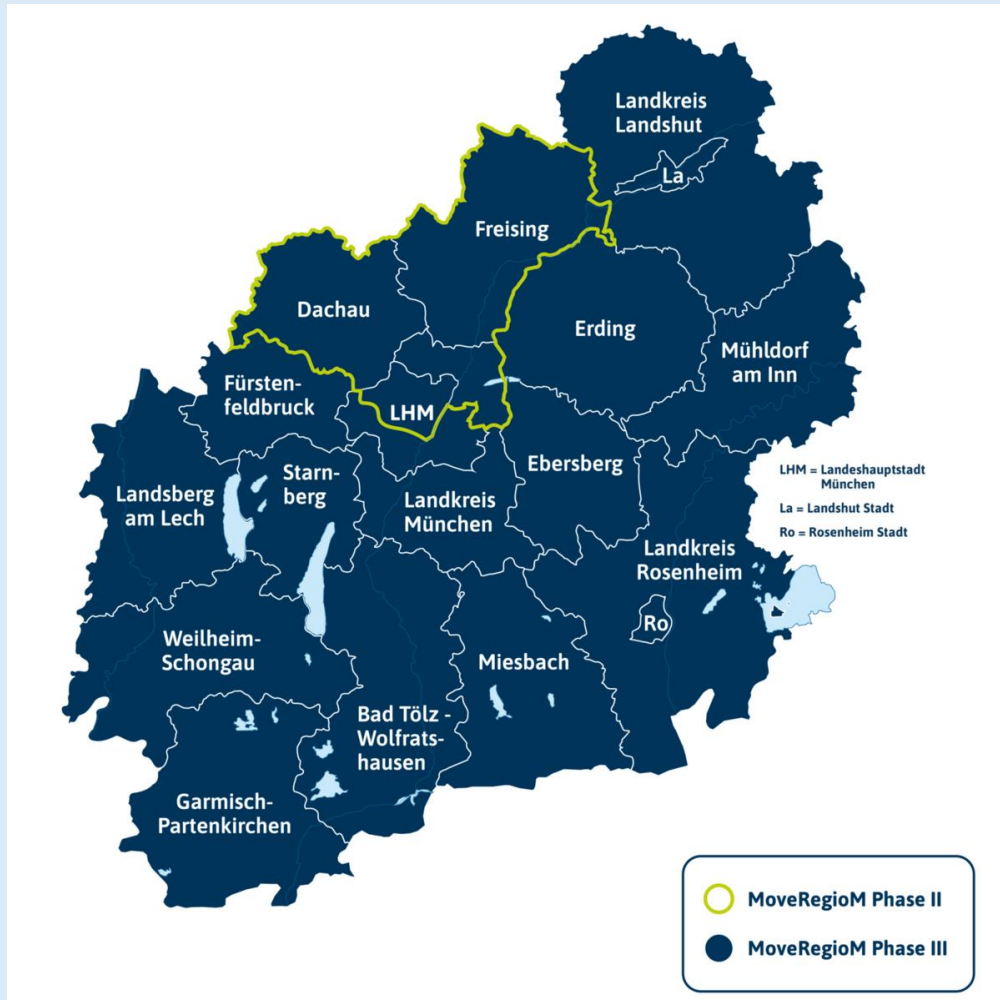 Landkreis
Landshut
La
Freising
Dachau
Erding
Mühldorf
am Inn
Fürsten-
feldbruck
LHM
Ebersberg
Starn-
berg
Landsberg
am Lech
Landkreis
München
LHM = Landeshauptstadt
München
La = Landshut Stadt
Ro = Rosenheim Stadt
Landkreis
Rosenheim
Ro
Weilheim-
Schongau
Miesbach
Bad Tölz -
Wolfrats-
hausen
Garmisch-
Partenkirchen
MoveRegioM Phase II
MoveRegioM Phase III